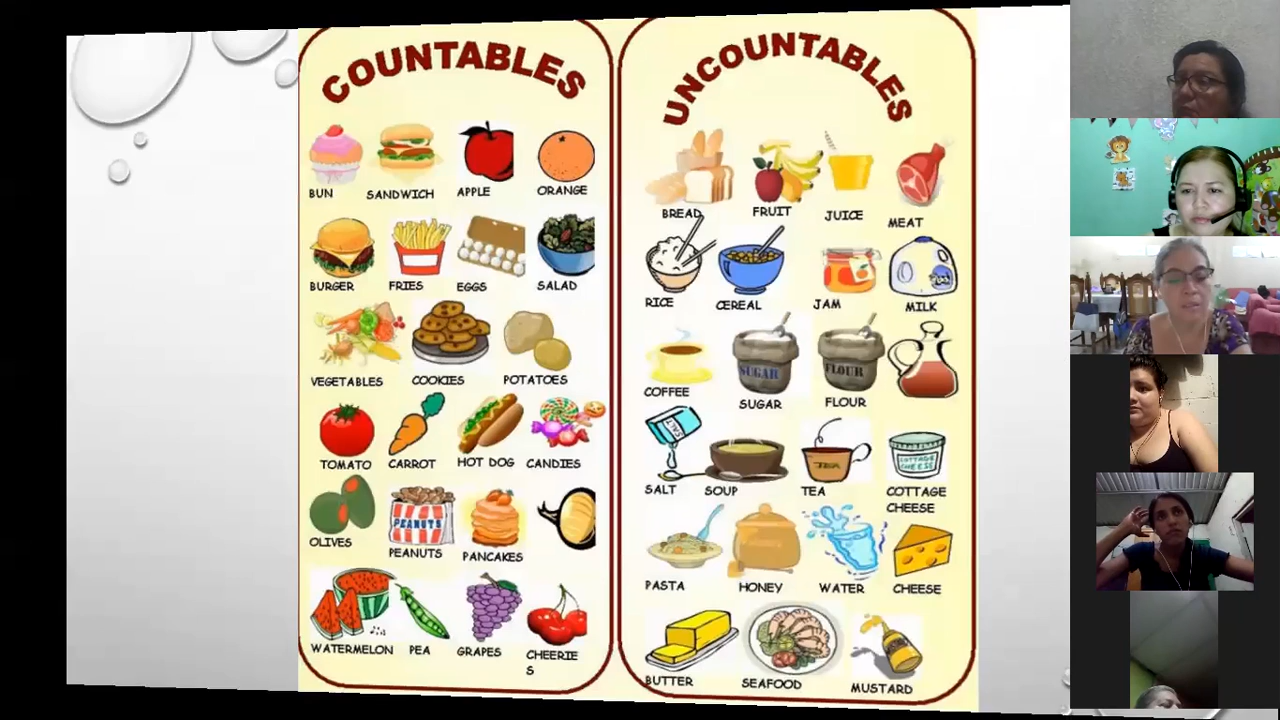 COUNTABLES
BUN SANDWICH APPLE ORANGE
BURGER FRIES EGGS SALAD
VEGETABLES COOKIES POTATOES
TOMATO CARROT HOT DOG CANDIES
OLIVES PEANUTS PANCAKES
PEANUTS
WATERMELON PEA GRAPES CHEERIE
S
UNCOUNTABLES
BREAD FRUIT JUICE MEAT
RICE CEREAL JAM MILK
SUGAR FLOUR
COFFEE SUGAR FLOUR
SALT
TEA
COTTAGE
CHEESE
SALT SOUP TEA COTTAGE
CHEESE
PASTA HONEY WATER CHEESE
BUTTER SEAFOOD MUSTARD